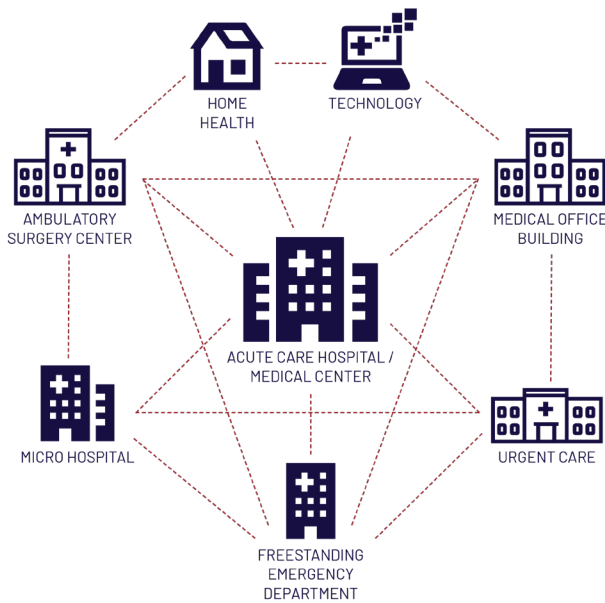 HOME
HEALTH
TECHNOLOGY
AMBULATORY
SURGERY CENTER
MEDICAL OFFICE
BUILDING
ACUTE CARE HOSPITAL /
MEDICAL CENTER
MICRO HOSPITAL
URGENT CARE
FREESTANDING
EMERGENCY
DEPARTMENT